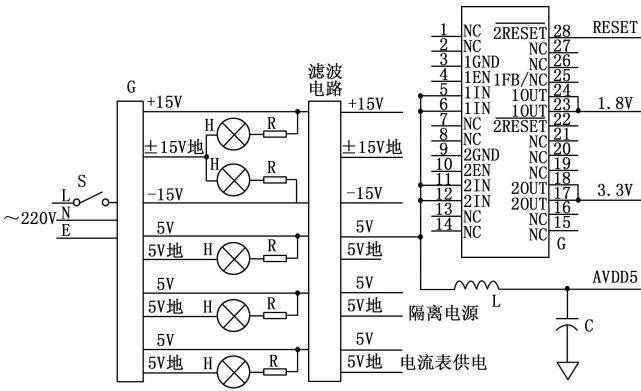 G
滤波
电路
+15V
±15V地
-15V
5V
5V地
5V
5V地
5V
5V地
H
R
H
R
H
R
H
R
H
R
S
L
N
E
～220V
+15V
±15V地
-15V
5V
5V地
5V
5V地
隔离电源
5V
5V地
电流表供电
1 NC
2 NC
3 1GND
4 1EN
5 1IN
6 1IN
7 NC
8 NC
9 2GND
10 2EN
11 2IN
12 2IN
13 NC
14 NC
2RESET 28
NC 27
NC 26
1FB/NC 25
1OUT 24
1OUT 23
2RESET 22
NC 21
NC 20
NC 19
2OUT 18
2OUT 17
NC 16
NC 15
G
RESET
1.8V
3.3V
AVDD5
L
C